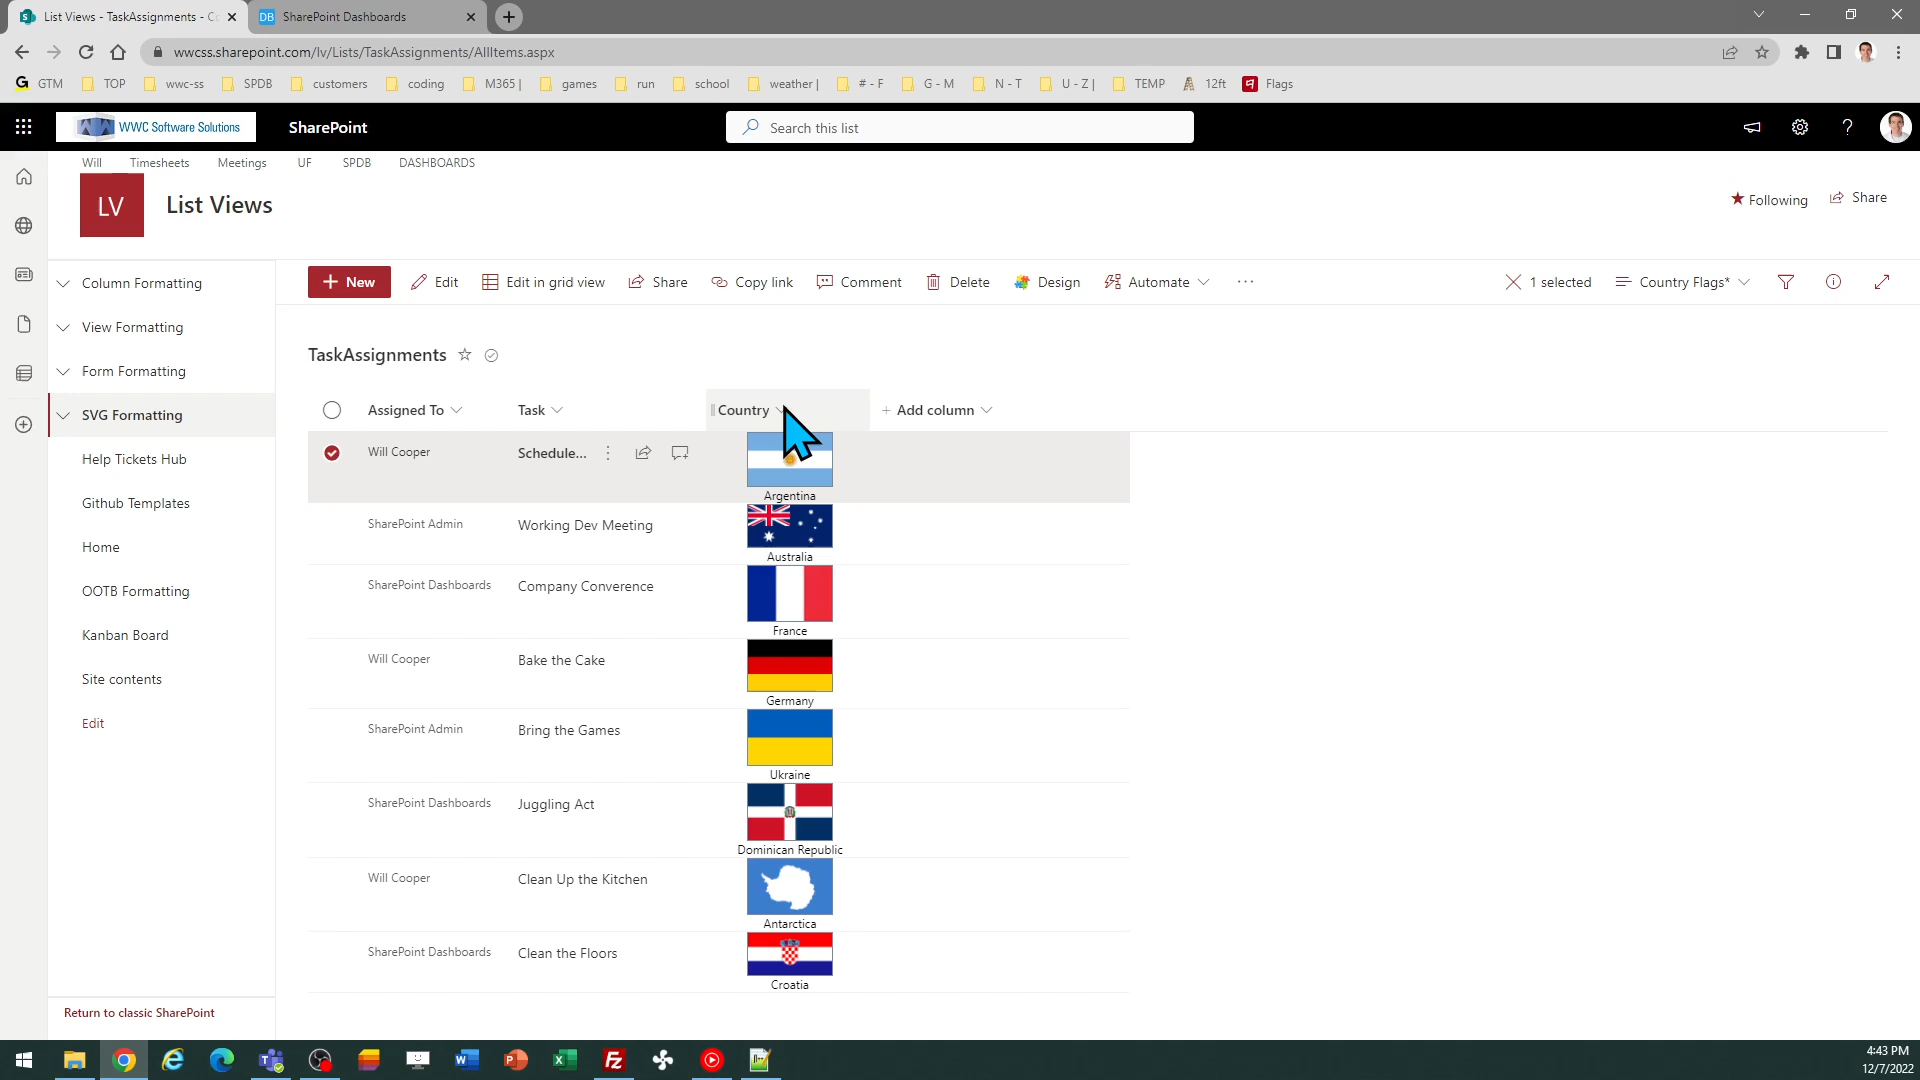 List Views - TaskAssignments - Co
SharePoint Dashboards
wwcss.sharepoint.com/lv/Lists/TaskAssignments/AllItems.aspx
GTM TOP wwc-ss SPDB customers coding M365 | games run school weather | # - F G - M N - T U - Z | TEMP 12ft Flags
WWC Software Solutions
SharePoint
Search this list
Will Timesheets Meetings UF SPDB DASHBOARDS
LV
List Views
Following
Share
Column Formatting
View Formatting
Form Formatting
SVG Formatting
Help Tickets Hub
Github Templates
Home
OOTB Formatting
Kanban Board
Site contents
Edit
Return to classic SharePoint
+ New Edit Edit in grid view Share Copy link Comment Delete Design Automate ... 1 selected Country Flags*
TaskAssignments
Assigned To Task Country + Add column
Will Cooper Schedule...
Argentina
SharePoint Admin Working Dev Meeting
Australia
SharePoint Dashboards Company Converence
France
Will Cooper Bake the Cake
Germany
SharePoint Admin Bring the Games
Ukraine
SharePoint Dashboards Juggling Act
Dominican Republic
Will Cooper Clean Up the Kitchen
Antarctica
SharePoint Dashboards Clean the Floors
Croatia
4:43 PM
12/7/2022